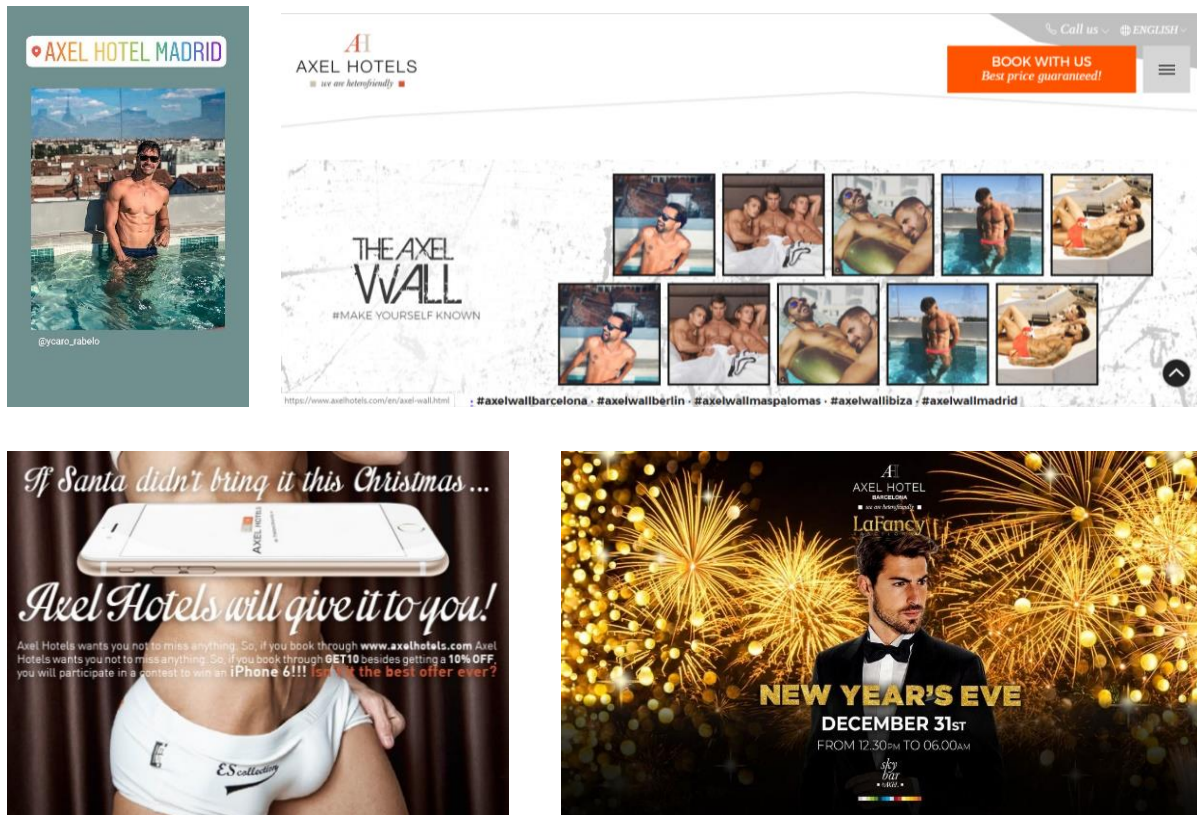 AXEL HOTEL MADRID
@ycaro_rabelo
Call us
ENGLISH
AXEL HOTELS
we are heterofriendly
BOOK WITH US
Best price guaranteed!
THE AXEL
WALL
#MAKE YOURSELF KNOWN
https://www.axelhotels.com/en/axel-wall.html
· #axelwallbarcelona · #axelwallberlin · #axelwallmaspalomas · #axelwallibiza · #axelwallmadrid
If Santa didn't bring it this Christmas ...
AXEL HOTELS
Axel Hotels will give it to you!
Axel Hotels wants you not to miss anything. So, if you book through www.axelhotels.com Axel
Hotels wants you not to miss anything. So, if you book through GET10 besides getting a 10% OFF,
you will participate in a contest to win an iPhone 6!!! isn't it the best offer ever?
ES collection
AXEL HOTEL
BARCELONA
we are heterofriendly
LaFancy
NEW YEAR'S EVE
DECEMBER 31ST
FROM 12.30PM TO 06.00AM
sky
bar
AXEL